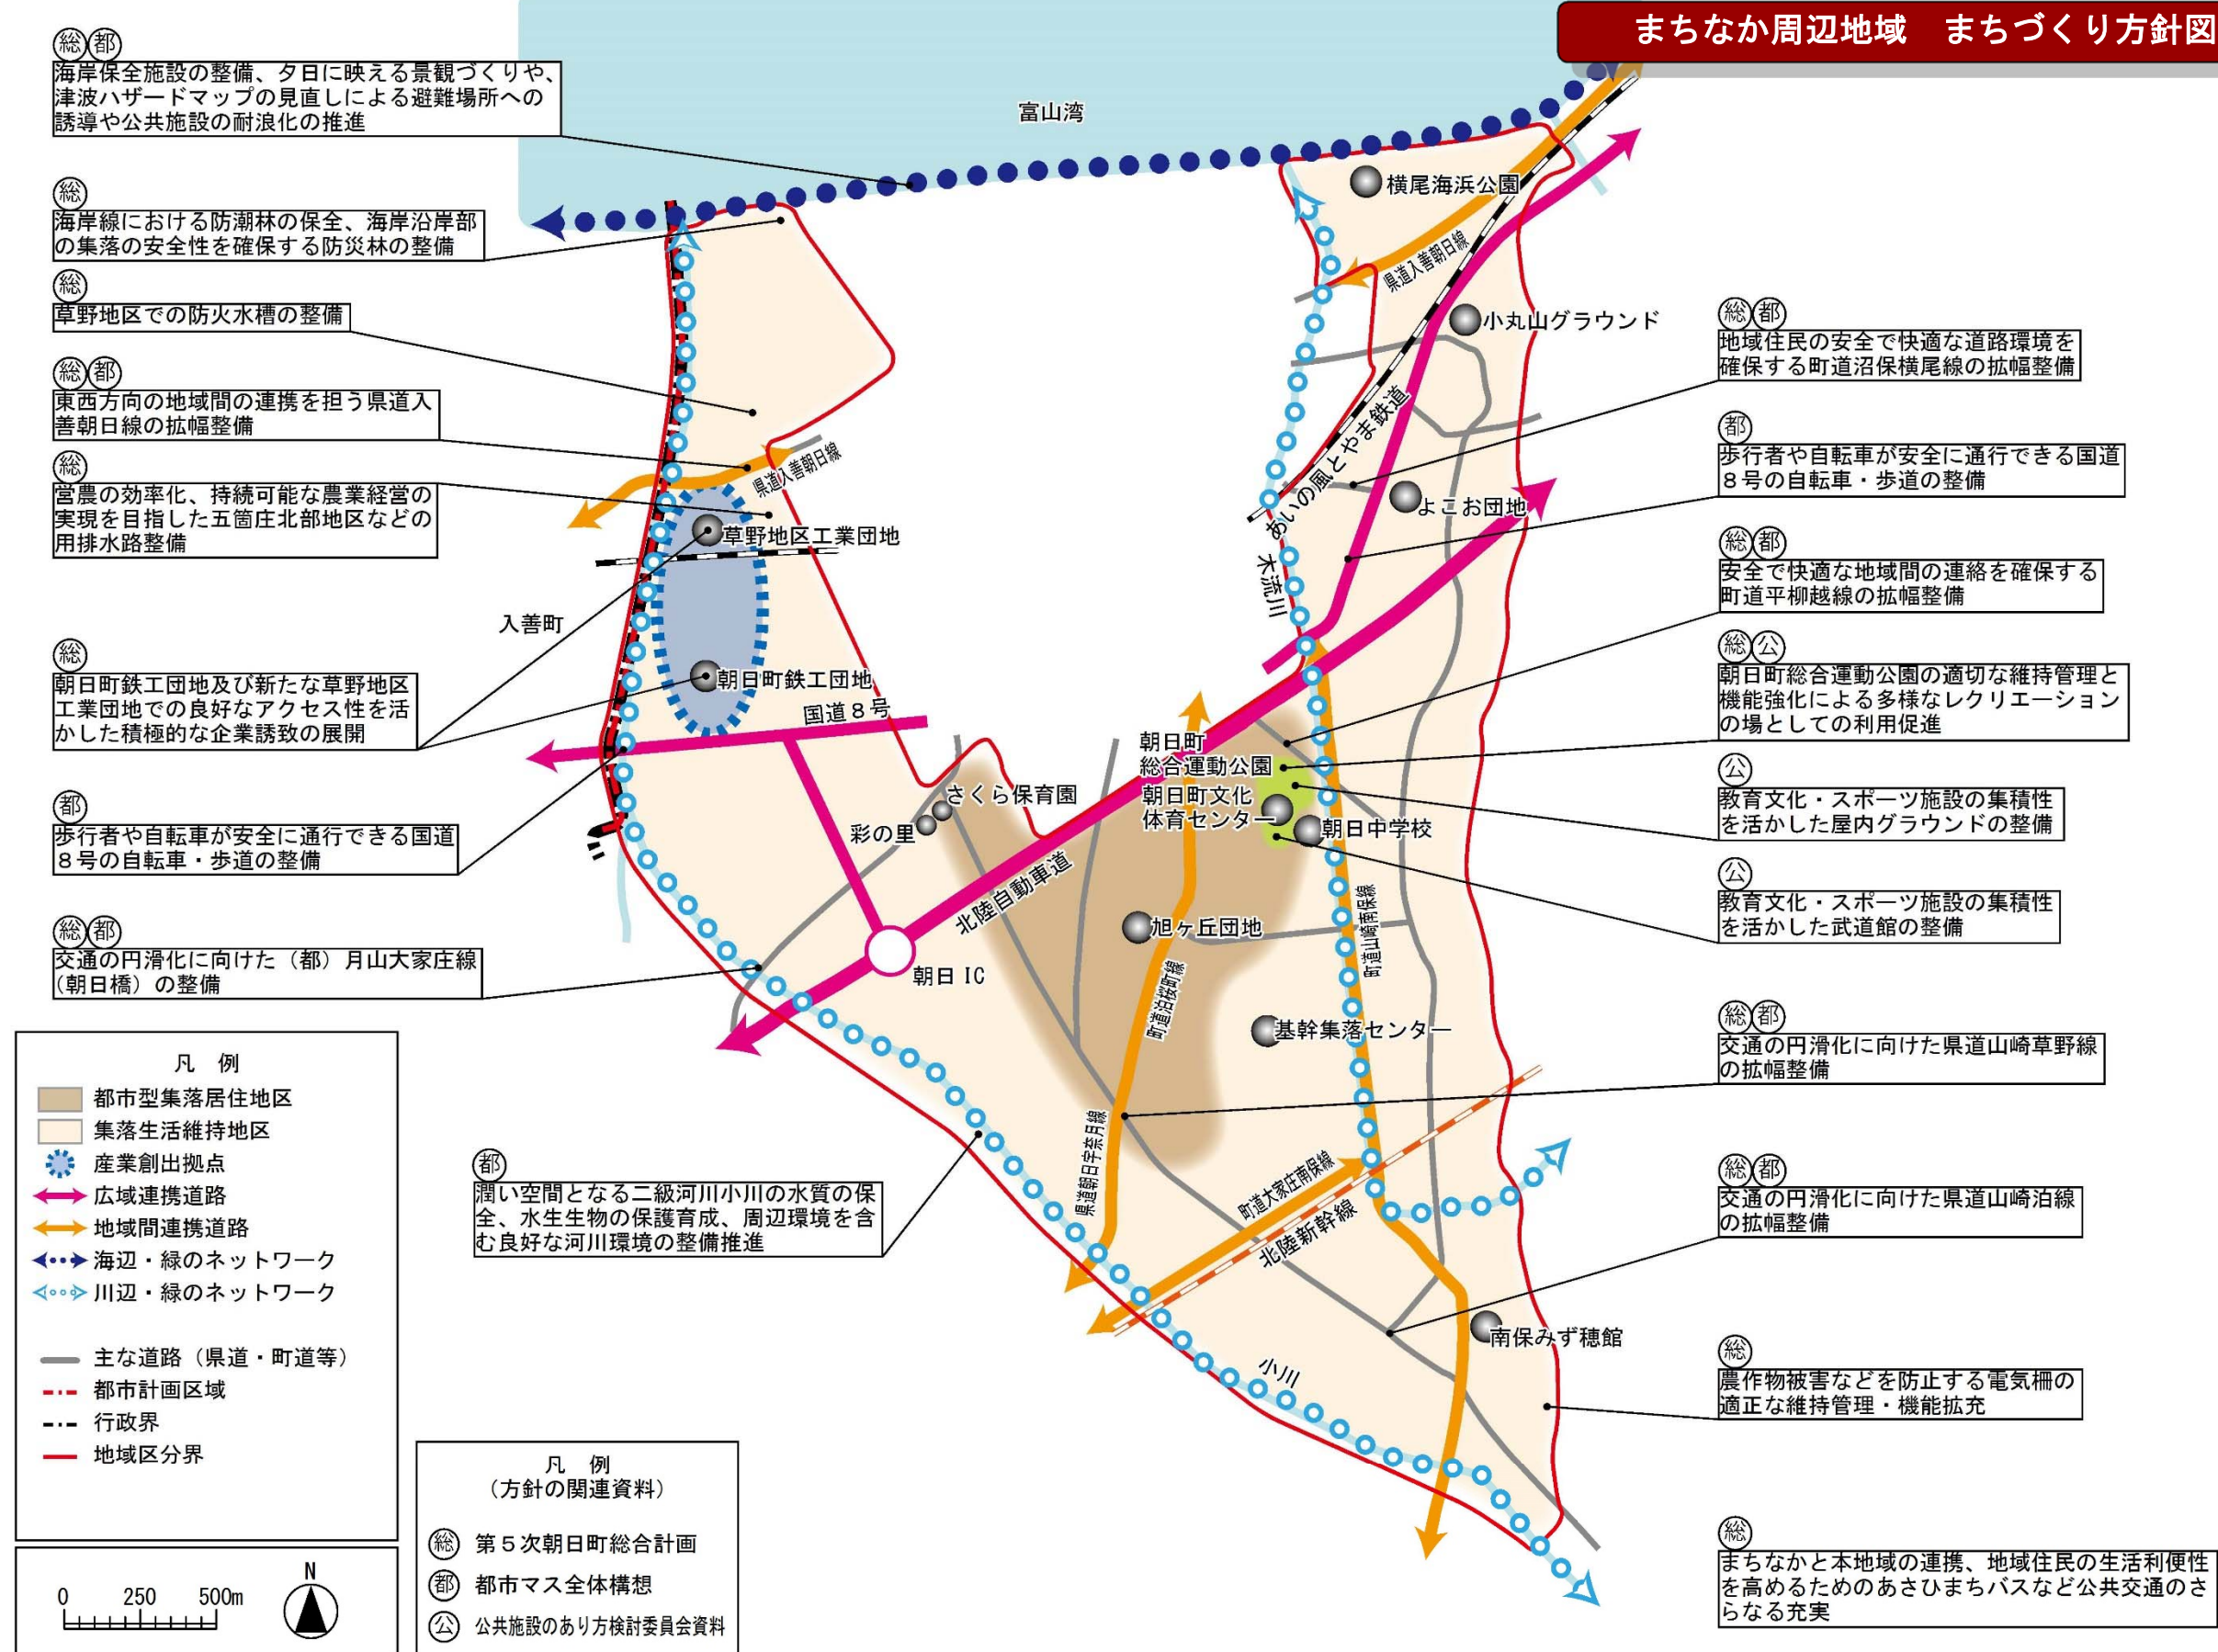 まちなか周辺地域　まちづくり方針図
総 都
海岸保全施設の整備、夕日に映える景観づくりや、
津波ハザードマップの見直しによる避難場所への
誘導や公共施設の耐浪化の推進
総
海岸線における防潮林の保全、海岸沿岸部
の集落の安全性を確保する防災林の整備
総
草野地区での防火水槽の整備
総 都
東西方向の地域間の連携を担う県道入
善朝日線の拡幅整備
総
営農の効率化、持続可能な農業経営の
実現を目指した五箇庄北部地区などの
用排水路整備
総
朝日町鉄工団地及び新たな草野地区
工業団地での良好なアクセス性を活
かした積極的な企業誘致の展開
都
歩行者や自転車が安全に通行できる国道
８号の自転車・歩道の整備
総 都
交通の円滑化に向けた（都）月山大家庄線
（朝日橋）の整備
都
潤い空間となる二級河川小川の水質の保
全、水生生物の保護育成、周辺環境を含
む良好な河川環境の整備推進
富山湾
横尾海浜公園
県道入善朝日線
小丸山グラウンド
あいの風とやま鉄道
よこお団地
木流川
県道入善朝日線
草野地区工業団地
入善町
朝日町鉄工団地
国道８号
朝日町
総合運動公園
朝日町文化
体育センター
朝日中学校
さくら保育園
彩の里
北陸自動車道
旭ヶ丘団地
町道山崎南保線
朝日 IC
町道泊桜町線
基幹集落センター
県道朝日宇奈月線
町道大家庄南保線
北陸新幹線
南保みず穂館
小川
総 都
地域住民の安全で快適な道路環境を
確保する町道沼保横尾線の拡幅整備
都
歩行者や自転車が安全に通行できる国道
８号の自転車・歩道の整備
総 都
安全で快適な地域間の連絡を確保する
町道平柳越線の拡幅整備
総 公
朝日町総合運動公園の適切な維持管理と
機能強化による多様なレクリエーション
の場としての利用促進
公
教育文化・スポーツ施設の集積性
を活かした屋内グラウンドの整備
公
教育文化・スポーツ施設の集積性
を活かした武道館の整備
総 都
交通の円滑化に向けた県道山崎草野線
の拡幅整備
総 都
交通の円滑化に向けた県道山崎泊線
の拡幅整備
総
農作物被害などを防止する電気柵の
適正な維持管理・機能拡充
総
まちなかと本地域の連携、地域住民の生活利便性
を高めるためのあさひまちバスなど公共交通のさ
らなる充実
凡　例
都市型集落居住地区
集落生活維持地区
産業創出拠点
広域連携道路
地域間連携道路
海辺・緑のネットワーク
川辺・緑のネットワーク
主な道路（県道・町道等）
都市計画区域
行政界
地域区分界
0 250 500m
N
凡　例
（方針の関連資料）
総 第５次朝日町総合計画
都 都市マス全体構想
公 公共施設のあり方検討委員会資料